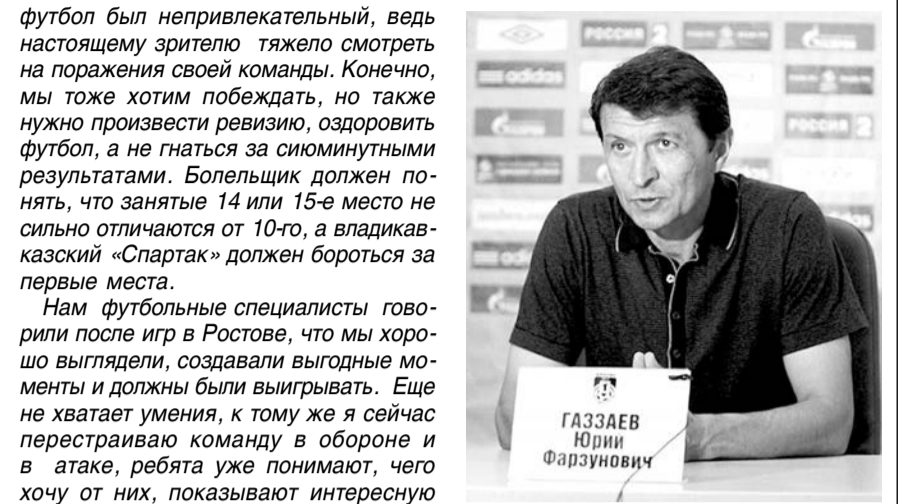 футбол был непривлекательный, ведь
настоящему зрителю тяжело смотреть
на поражения своей команды. Конечно,
мы тоже хотим побеждать, но также
нужно произвести ревизию, оздоровить
футбол, а не гнаться за сиюминутными
результатами. Болельщик должен по-
нять, что занятые 14 или 15-е место не
сильно отличаются от 10-го, а владикав-
казский «Спартак» должен бороться за
первые места.
Нам футбольные специалисты гово-
рили после игр в Ростове, что мы хоро-
шо выглядели, создавали выгодные мо-
менты и должны были выигрывать. Еще
не хватает умения, к тому же я сейчас
перестраиваю команду в обороне и
в атаке, ребята уже понимают, чего
хочу от них, показывают интересную
РОССИЯ 2
adidas
РОССИЯ 2
ГАЗЗАЕВ
Юрий
Фарзунович